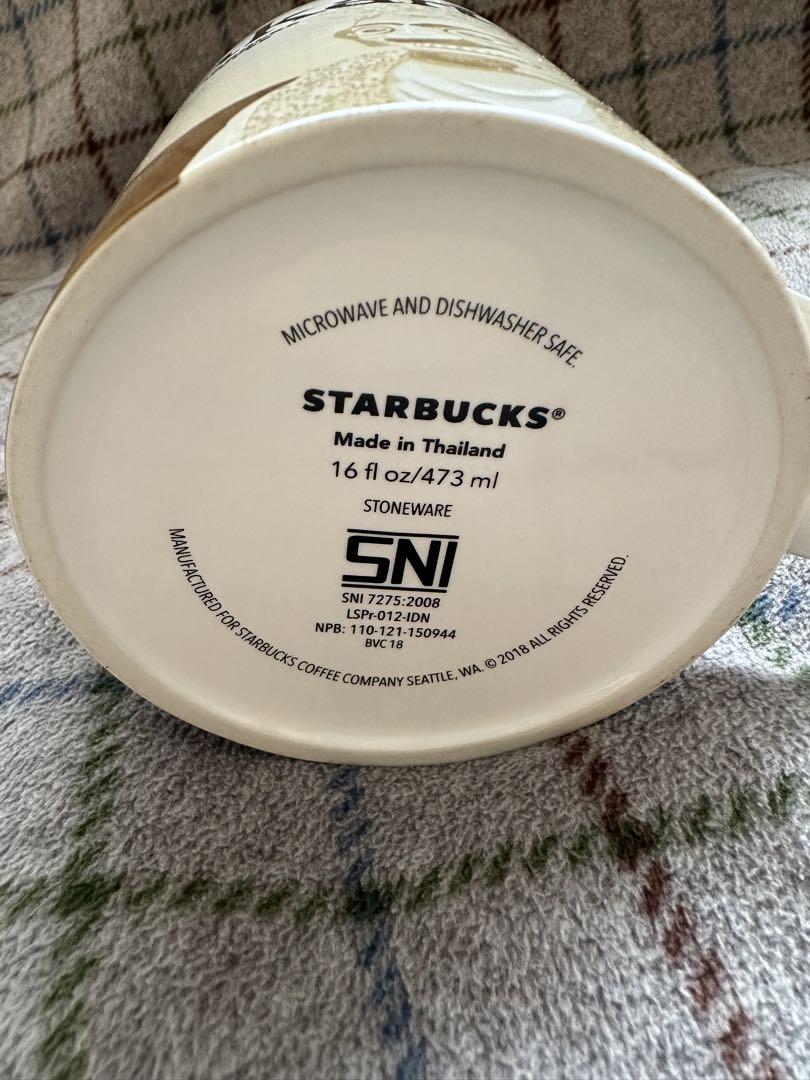 MICROWAVE AND DISHWASHER SAFE.
STARBUCKS®
Made in Thailand
16 fl oz/473 ml
STONEWARE
SNI
SNI 7275:2008
LSPr-012-IDN
NPB: 110-121-150944
BVC 18
MANUFACTURED FOR STARBUCKS COFFEE COMPANY SEATTLE, WA. © 2018 ALL RIGHTS RESERVED.